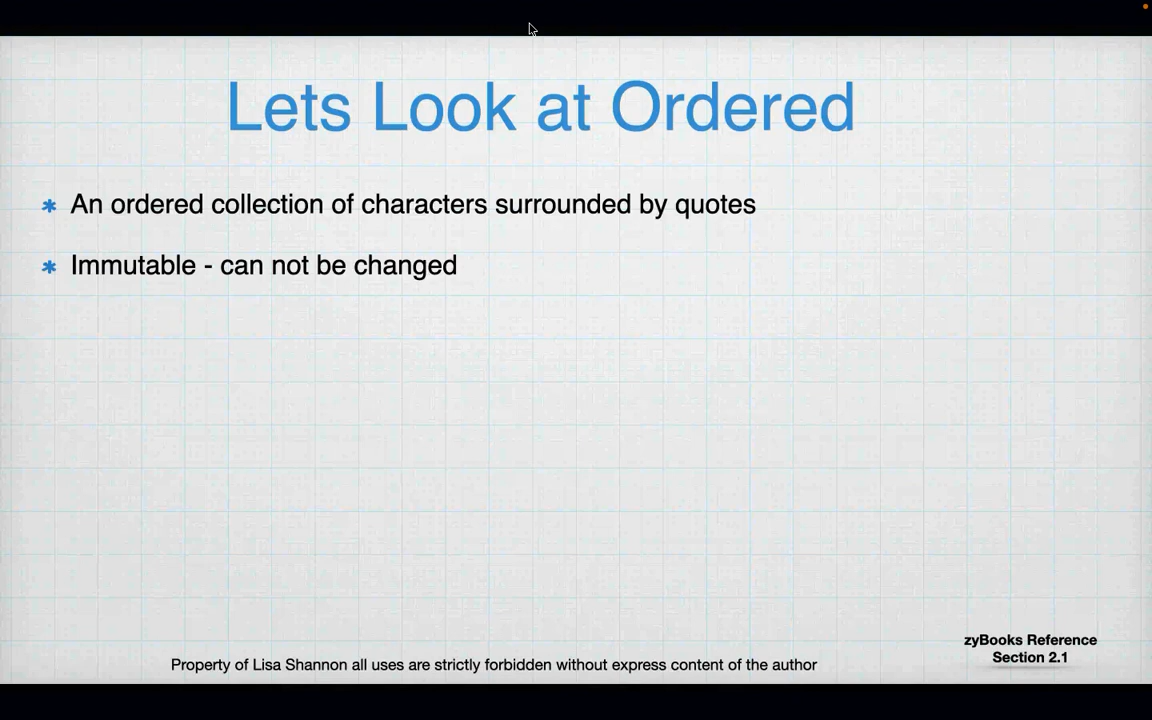 Lets Look at Ordered
* An ordered collection of characters surrounded by quotes
* Immutable - can not be changed
zyBooks Reference
Section 2.1
Property of Lisa Shannon all uses are strictly forbidden without express content of the author